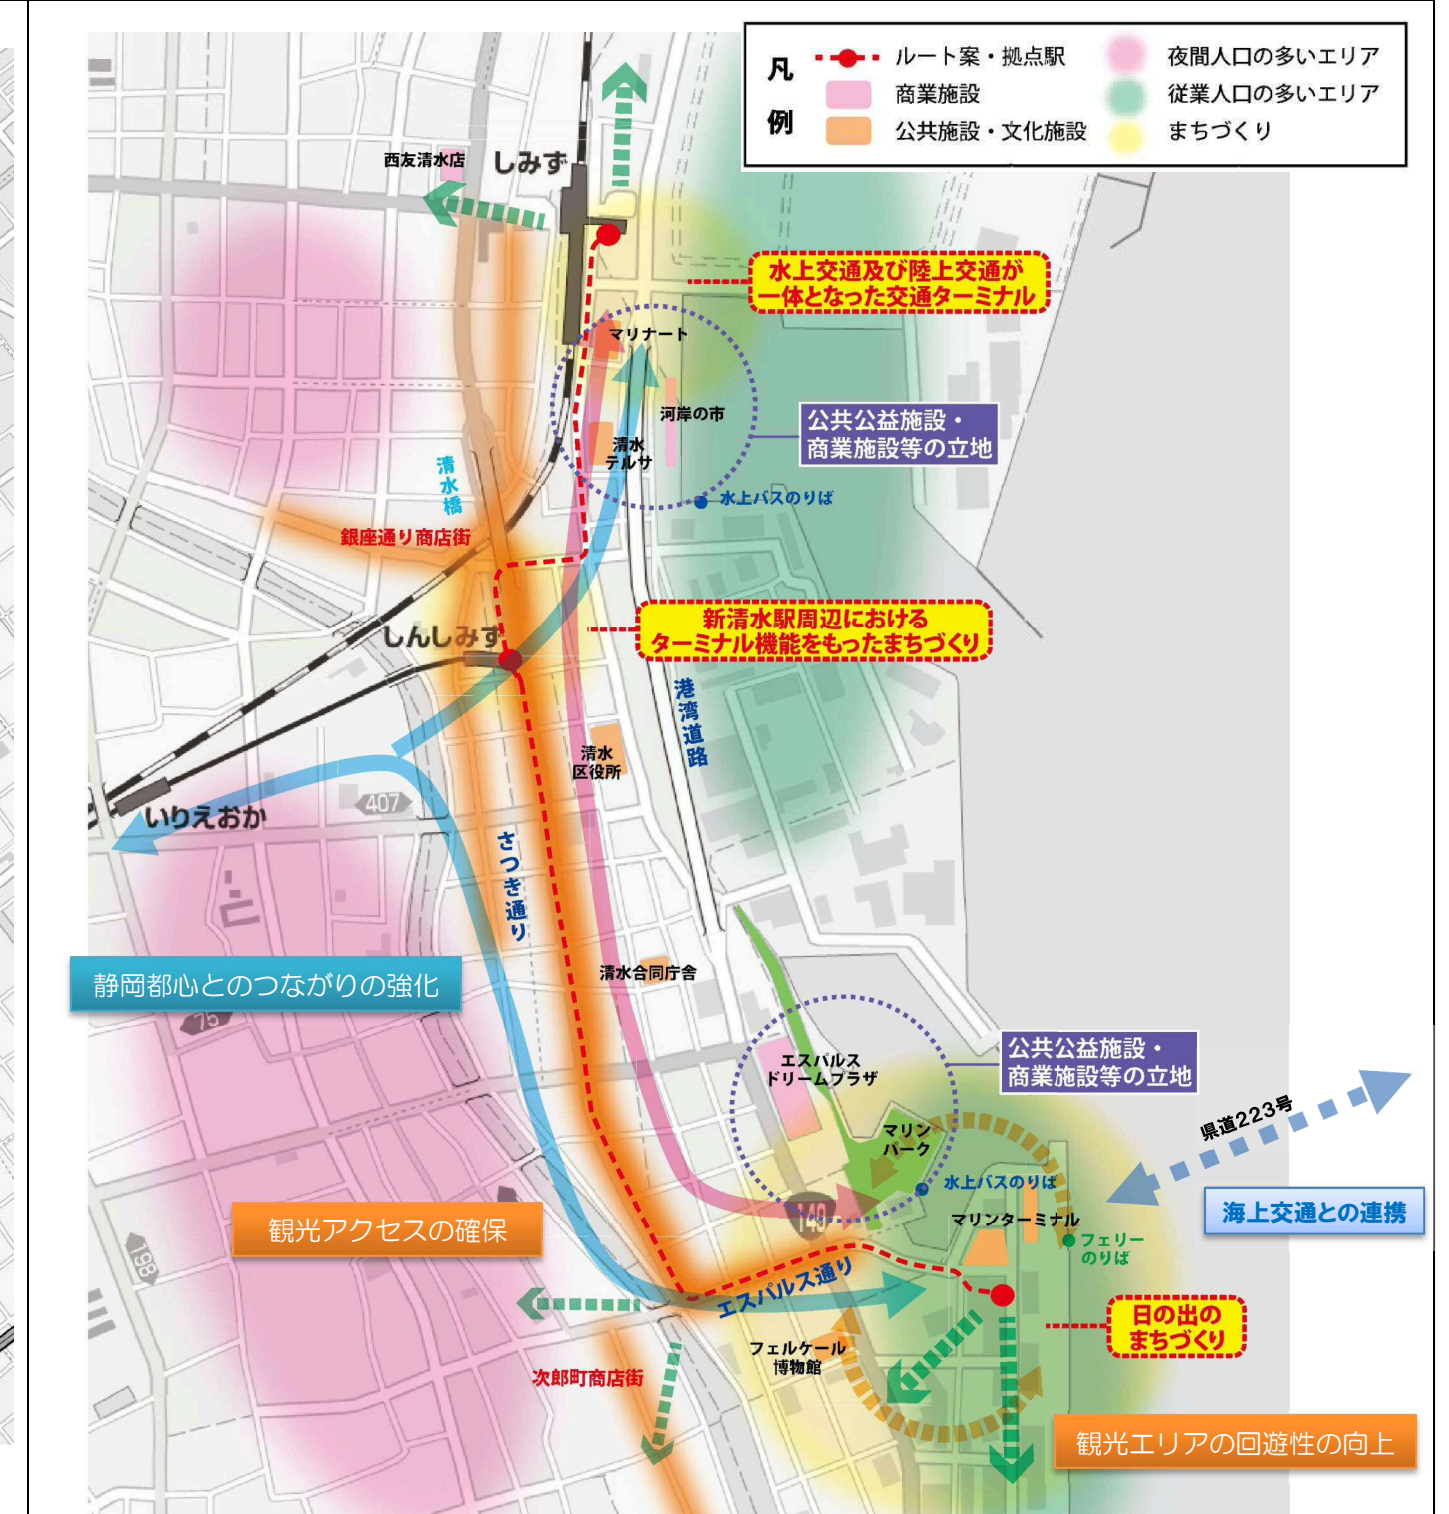 凡
例
ルート案・拠点駅
商業施設
公共施設・文化施設
夜間人口の多いエリア
従業人口の多いエリア
まちづくり
西友清水店
しみず
水上交通及び陸上交通が
一体となった交通ターミナル
マリナート
河岸の市
公共公益施設・
商業施設等の立地
清水
テルサ
清水橋
水上バスのりば
銀座通り商店街
新清水駅周辺における
ターミナル機能をもったまちづくり
しんしみず
港湾道路
清水
区役所
407
いりえおか
さつき通り
静岡都心とのつながりの強化
清水合同庁舎
75
公共公益施設・
商業施設等の立地
エスパルス
ドリームプラザ
県道223号
マリン
パーク
水上バスのりば
海上交通との連携
観光アクセスの確保
149
マリンターミナル
フェリー
のりば
198
エスパルス通り
日の出の
まちづくり
フェルケール
博物館
次郎町商店街
観光エリアの回遊性の向上